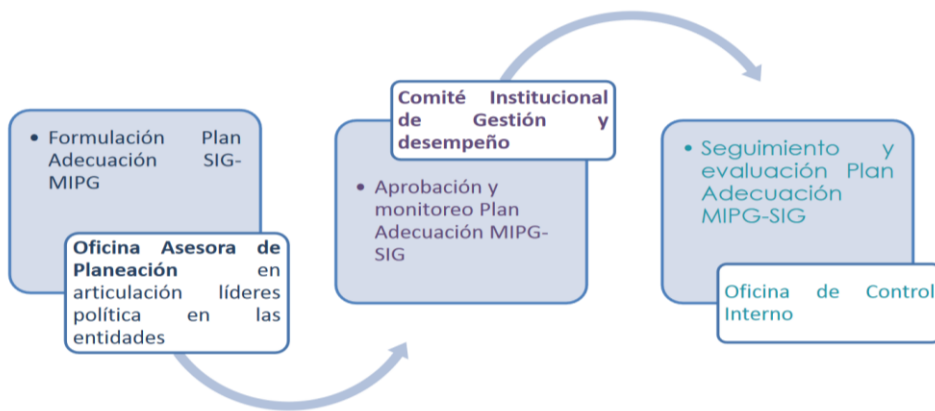 • Formulación Plan
Adecuación SIG-
MIPG
Oficina Asesora de
Planeación en
articulación líderes
política en las
entidades
Comité Institucional
de Gestión y
desempeño
• Aprobación y
monitoreo Plan
Adecuación MIPG-
SIG
• Seguimiento y
evaluación Plan
Adecuación
MIPG-SIG
Oficina de Control
Interno